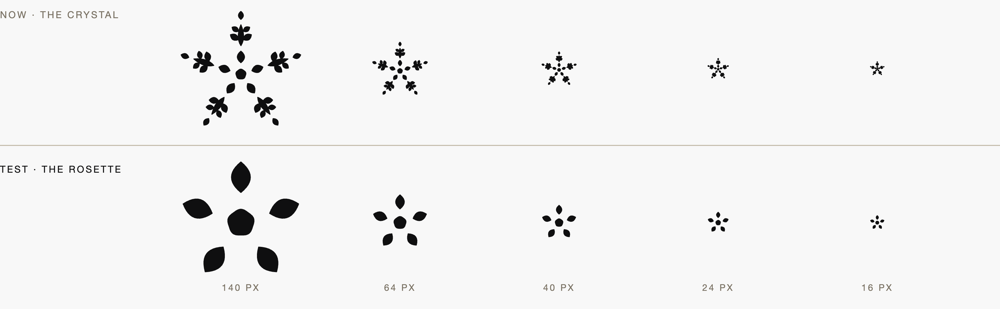 NOW · THE CRYSTAL
TEST · THE ROSETTE
140 PX
64 PX
40 PX
24 PX
16 PX